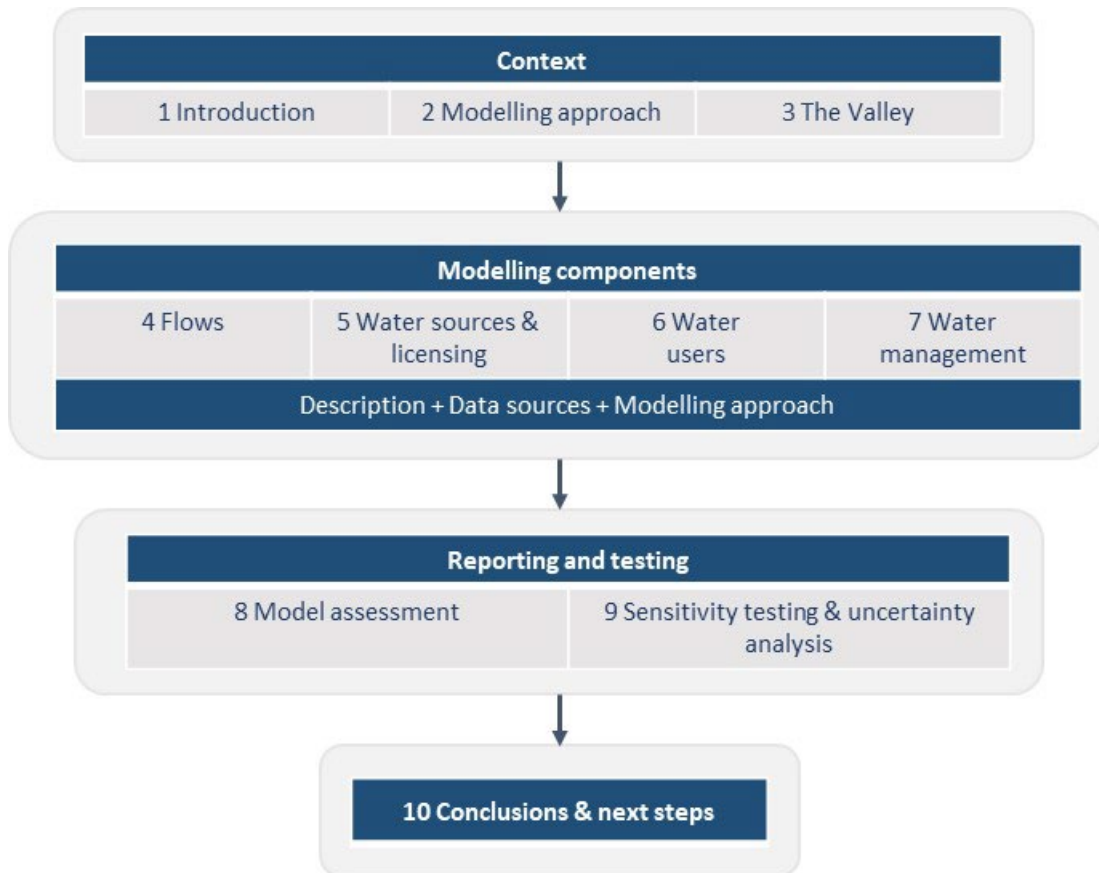 Context
1 Introduction
2 Modelling approach
3 The Valley
Modelling components
4 Flows
5 Water sources &
licensing
6 Water
users
7 Water
management
Description + Data sources + Modelling approach
Reporting and testing
8 Model assessment
9 Sensitivity testing & uncertainty
analysis
10 Conclusions & next steps